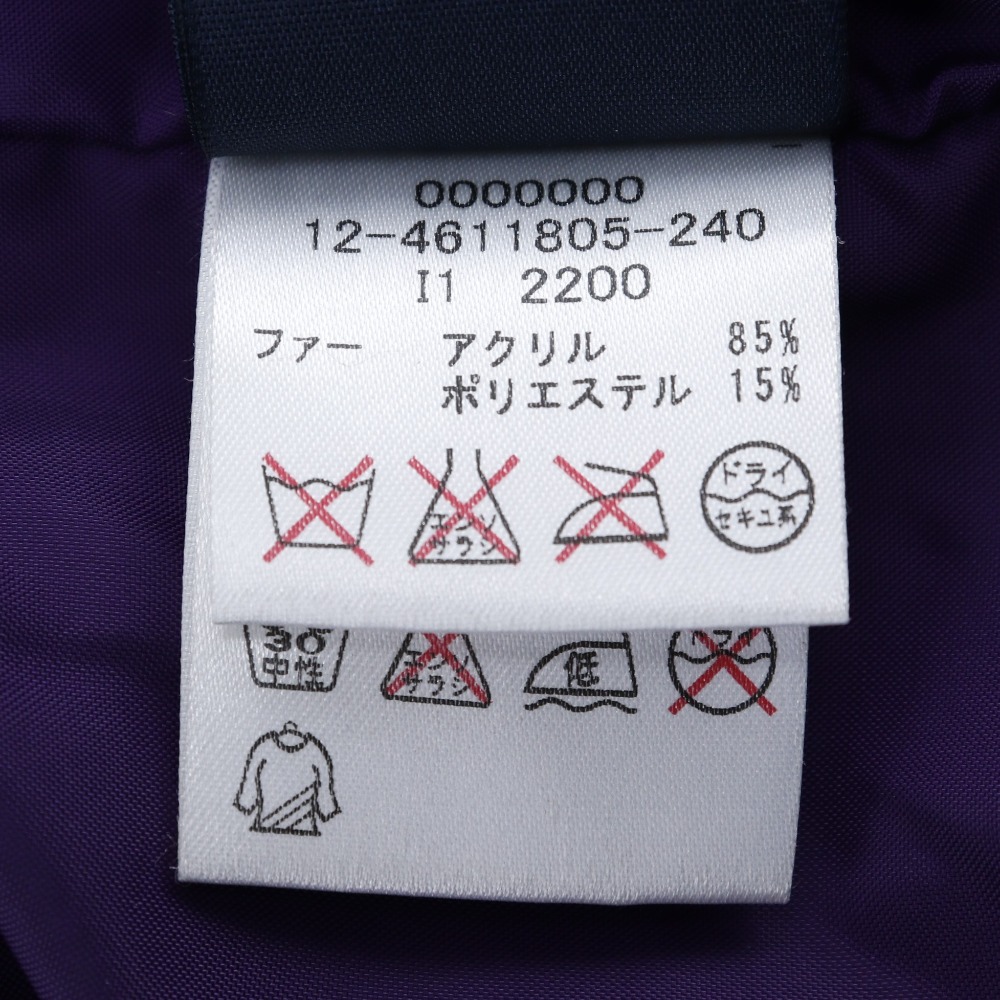 0000000
12-4611805-240
I1 2200
ファー アクリル 85%
ポリエステル 15%
エンソ サラシ ドライ セキユ系
30 中性 エンソ サラシ 低